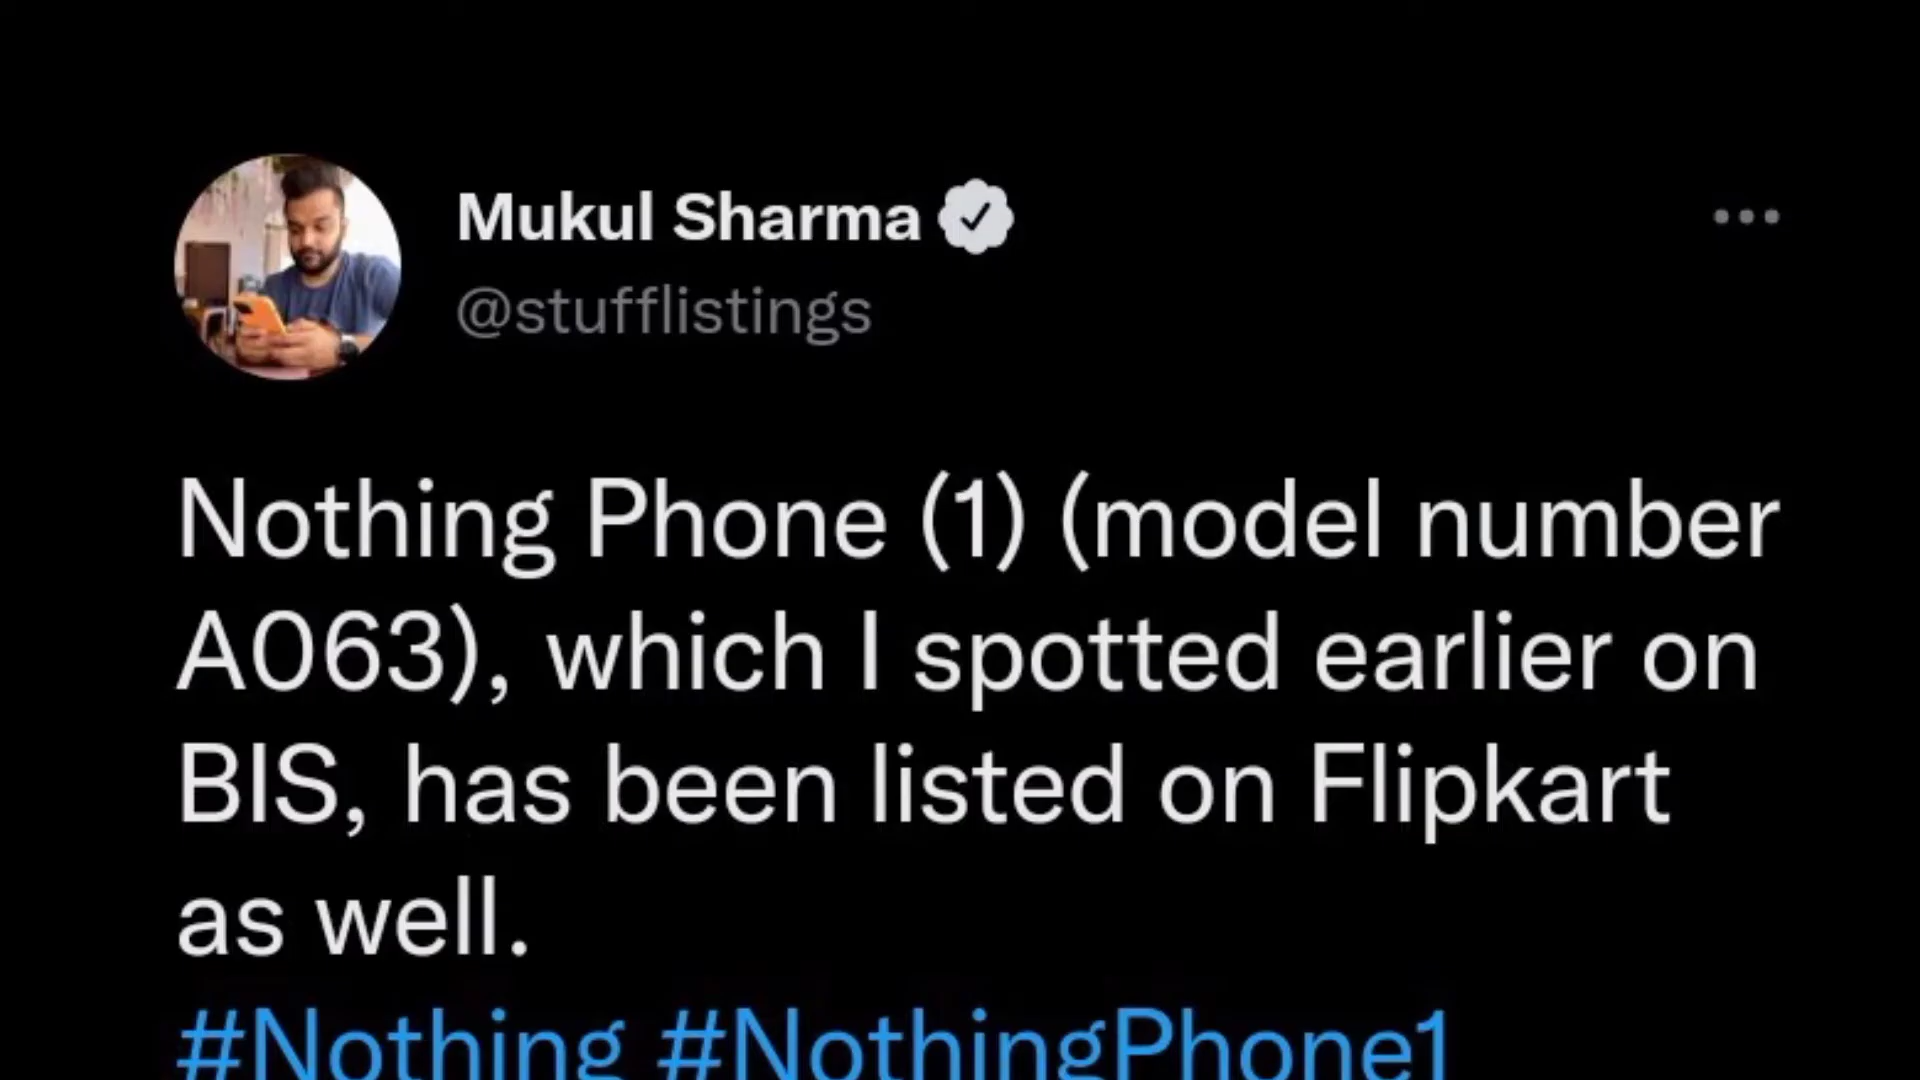 Mukul Sharma
@stufflistings
Nothing Phone (1) (model number
A063), which I spotted earlier on
BIS, has been listed on Flipkart
as well.
#Nothing #NothingPhone1